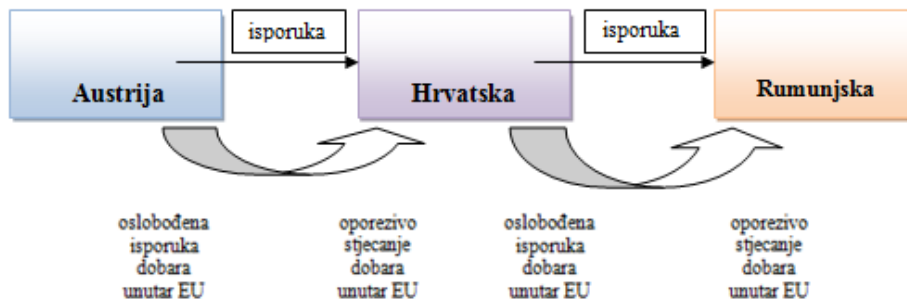 isporuka
isporuka
Austrija
Hrvatska
Rumunjska
oslobođena
isporuka
dobara
unutar EU
oporezivo
stjecanje
dobara
unutar EU
oslobođena
isporuka
dobara
unutar EU
oporezivo
stjecanje
dobara
unutar EU